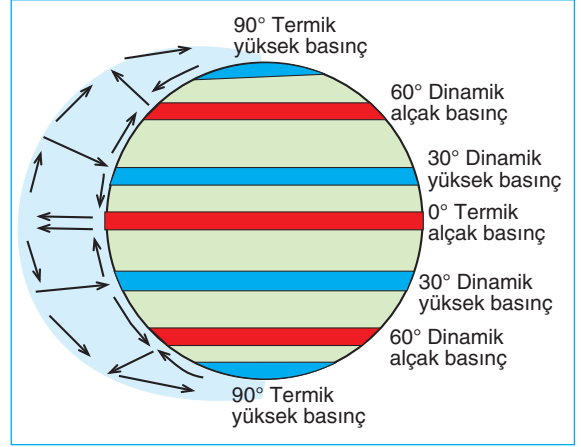 90° Termik
yüksek basınç
60° Dinamik
alçak basınç
30° Dinamik
yüksek basınç
0° Termik
alçak basınç
30° Dinamik
yüksek basınç
60° Dinamik
alçak basınç
90° Termik
yüksek basınç